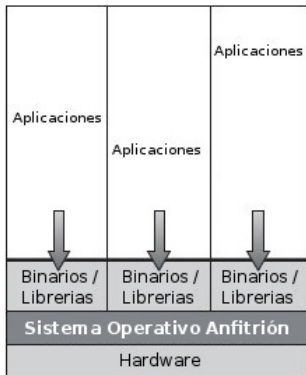 Aplicaciones
Aplicaciones
Aplicaciones
Binarios /
Librerias
Binarios /
Librerias
Binarios /
Librerias
Sistema Operativo Anfitrión
Hardware